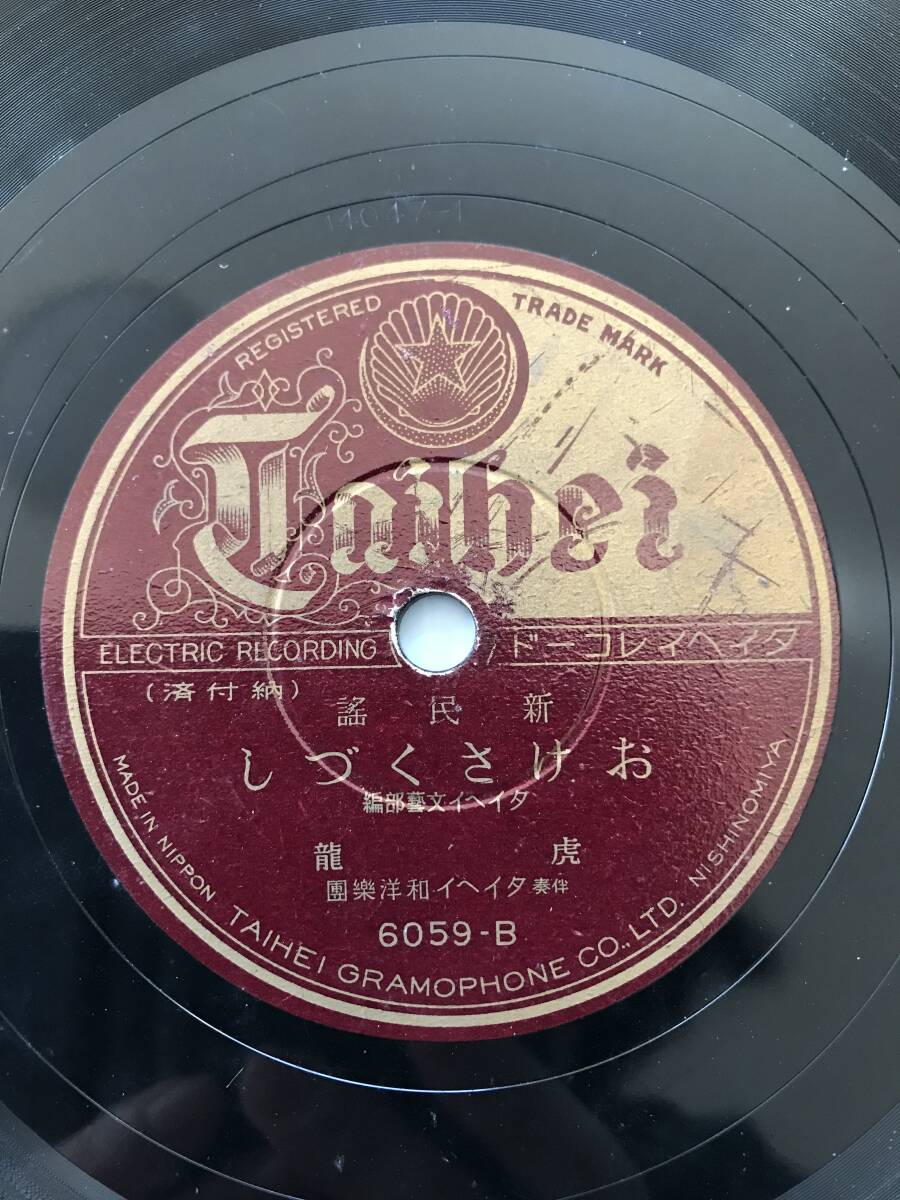 14047-1
REGISTERED TRADE MARK
Taihei
ELECTRIC RECORDING
タイヘイレコード
(納付済)
新民謠
おけさくづし
タイヘイ文藝部編
虎龍
伴奏タイヘイ和洋樂團
6059-B
MADE IN NIPPON TAIHEI GRAMOPHONE CO., LTD. NISHINOMIYA